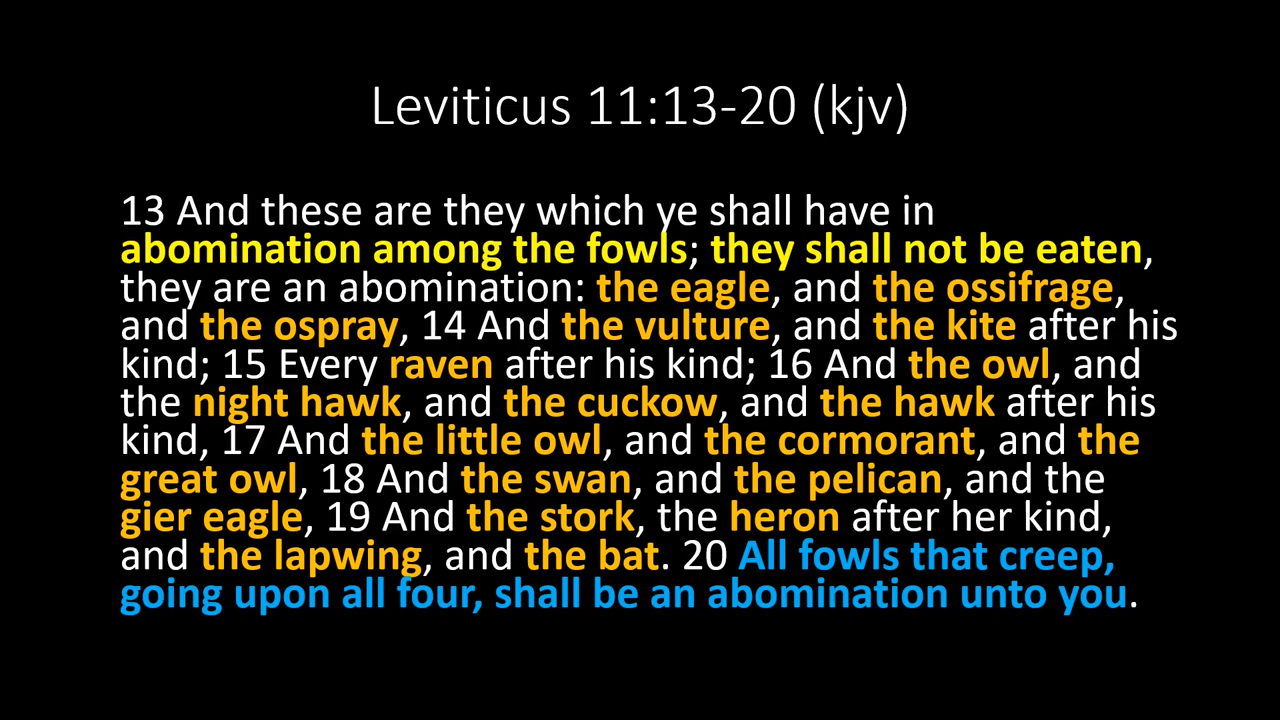 Leviticus 11:13-20 (kjv)
13 And these are they which ye shall have in
abomination among the fowls; they shall not be eaten,
they are an abomination: the eagle, and the ossifrage,
and the ospray, 14 And the vulture, and the kite after his
kind; 15 Every raven after his kind; 16 And the owl, and
the night hawk, and the cuckow, and the hawk after his
kind, 17 And the little owl, and the cormorant, and the
great owl, 18 And the swan, and the pelican, and the
gier eagle, 19 And the stork, the heron after her kind,
and the lapwing, and the bat. 20 All fowls that creep,
going upon all four, shall be an abomination unto you.